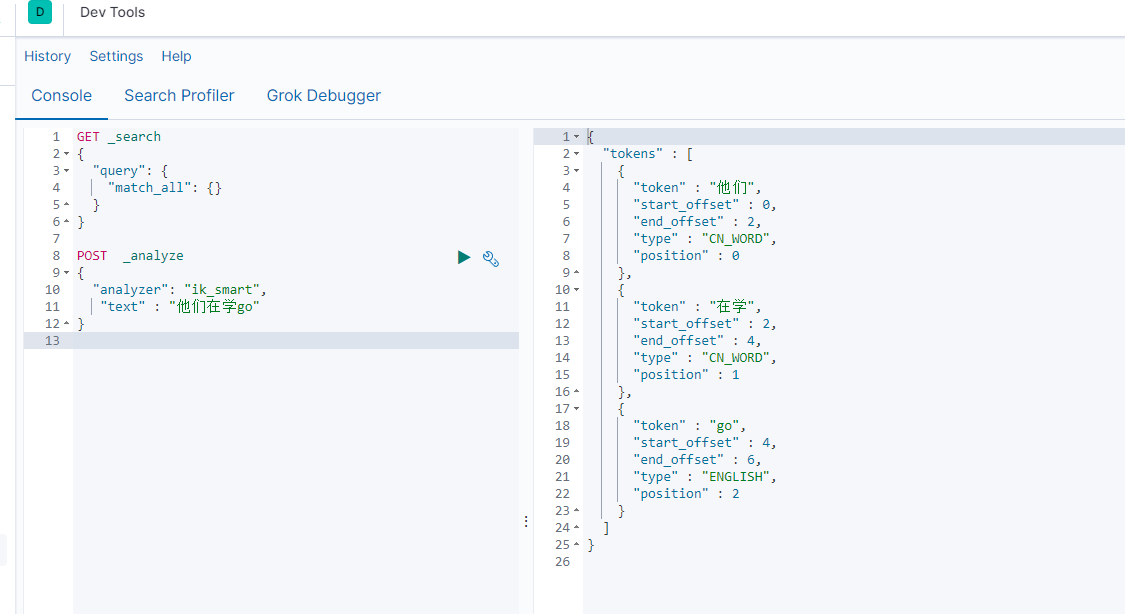 D Dev Tools
History Settings Help
Console Search Profiler Grok Debugger
1 GET _search
2 {
3 "query": {
4 "match_all": {}
5 }
6 }
7
8 POST _analyze
9 {
10 "analyzer": "ik_smart",
11 "text" : "他们在学go"
12 }
13
1 {
2 "tokens" : [
3 {
4 "token" : "他们",
5 "start_offset" : 0,
6 "end_offset" : 2,
7 "type" : "CN_WORD",
8 "position" : 0
9 },
10 {
11 "token" : "在学",
12 "start_offset" : 2,
13 "end_offset" : 4,
14 "type" : "CN_WORD",
15 "position" : 1
16 },
17 {
18 "token" : "go",
19 "start_offset" : 4,
20 "end_offset" : 6,
21 "type" : "ENGLISH",
22 "position" : 2
23 }
24 ]
25 }
26